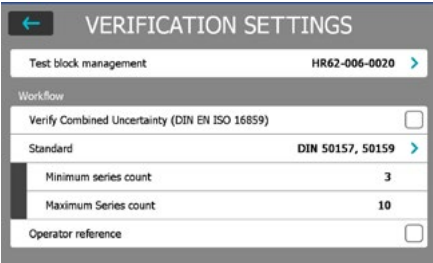 VERIFICATION SETTINGS
Test block management HR62-006-0020
Workflow
Verify Combined Uncertainty (DIN EN ISO 16859)
Standard DIN 50157, 50159
Minimum series count 3
Maximum Series count 10
Operator reference